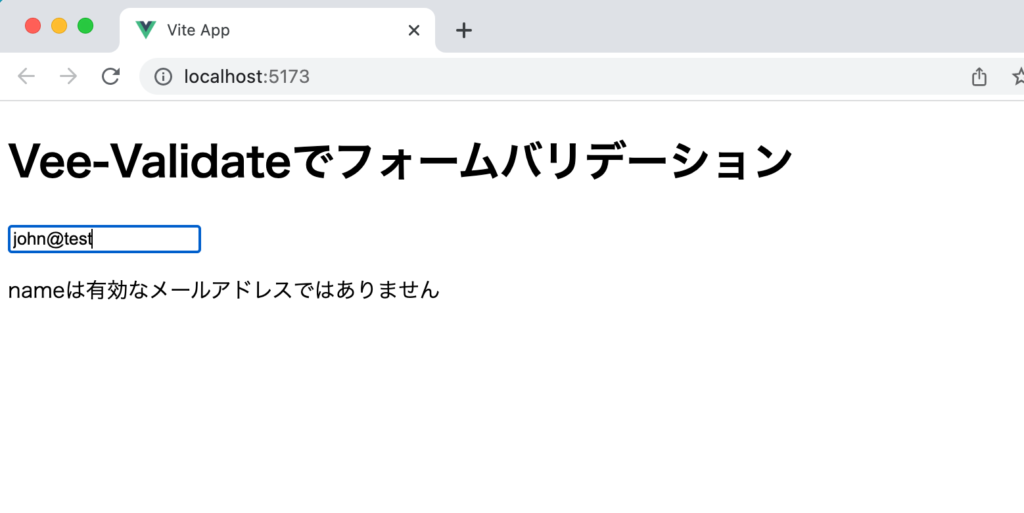 Vite App
localhost:5173
Vee-Validateでフォームバリデーション
john@test
nameは有効なメールアドレスではありません